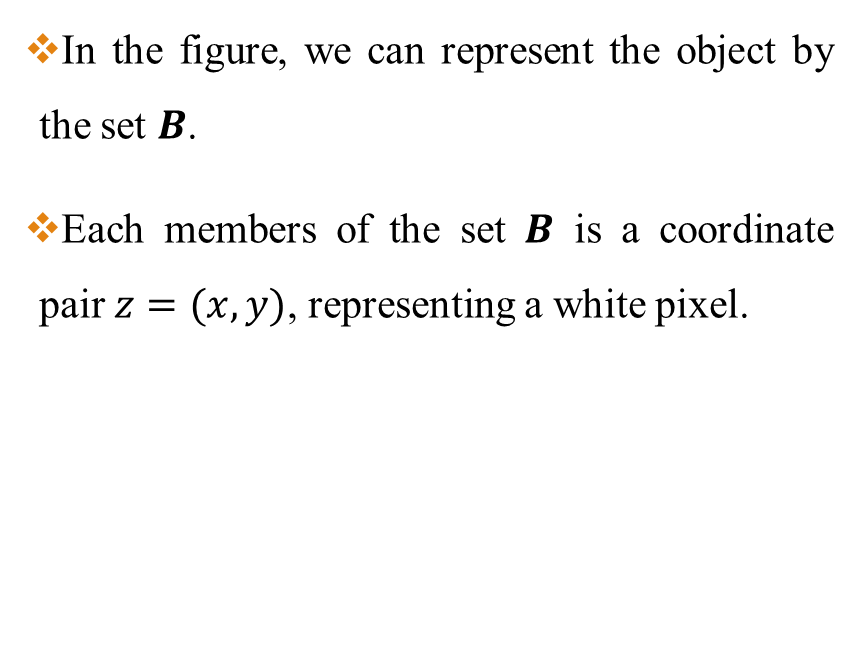 ❖In the figure, we can represent the object by
the set 𝑩.
❖Each members of the set 𝑩 is a coordinate
pair 𝑧 = (𝑥, 𝑦), representing a white pixel.